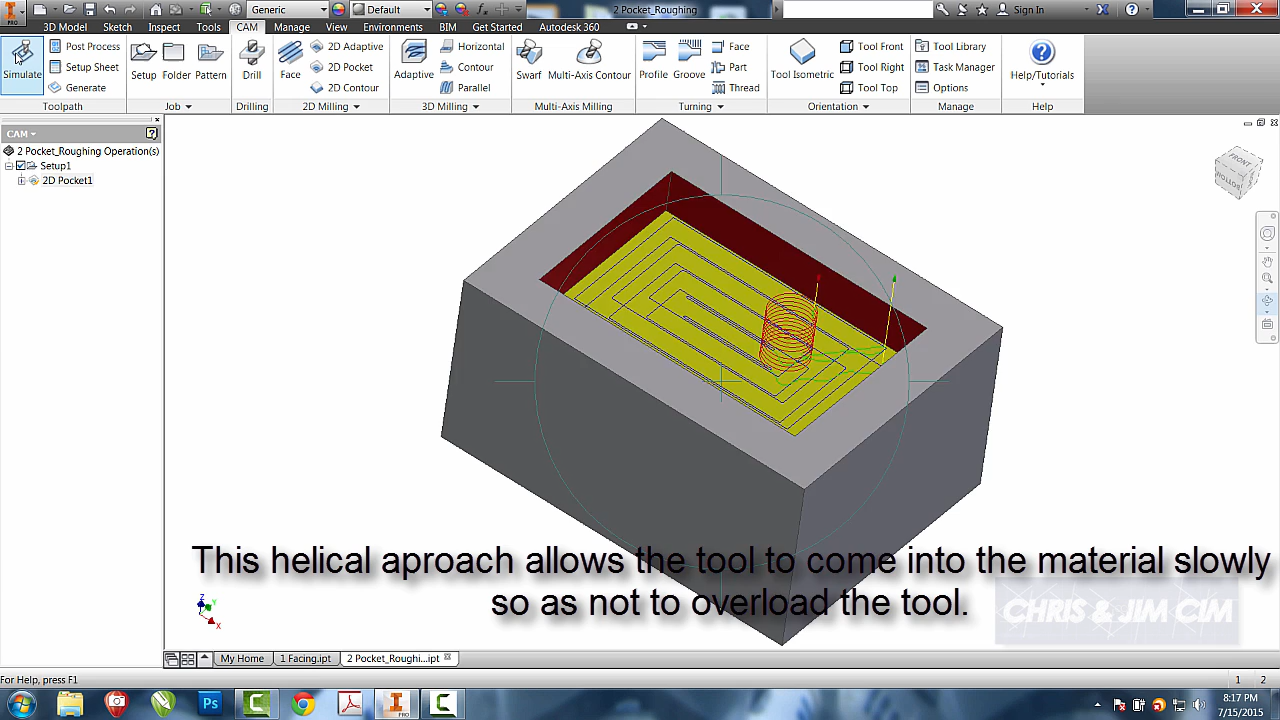 PRO
Generic
Default
2 Pocket_Roughing
Sign In
3D Model Sketch Inspect Tools CAM Manage View Environments BIM Get Started Autodesk 360
Simulate
Post Process
Setup Sheet
Generate
Toolpath
Setup Folder
Job
Drill
Drilling
Face
2D Adaptive
2D Pocket
2D Contour
2D Milling
Adaptive
Horizontal
Contour
Parallel
3D Milling
Swarf Multi-Axis Contour
Multi-Axis Milling
Profile Groove
Face
Part
Thread
Turning
Tool Isometric
Tool Front
Tool Right
Tool Top
Orientation
Tool Library
Task Manager
Options
Manage
Help/Tutorials
Help
CAM
2 Pocket_Roughing Operation(s)
Setup1
2D Pocket1
FRONT
BOTTOM
This helical aproach allows the tool to come into the material slowly
so as not to overload the tool.
CHRIS & JIM CIM
Z
Y
X
My Home 1 Facing.ipt 2 Pocket_Roughi...ipt
For Help, press F1
1 2
Ps
PRO
8:17 PM
7/15/2015